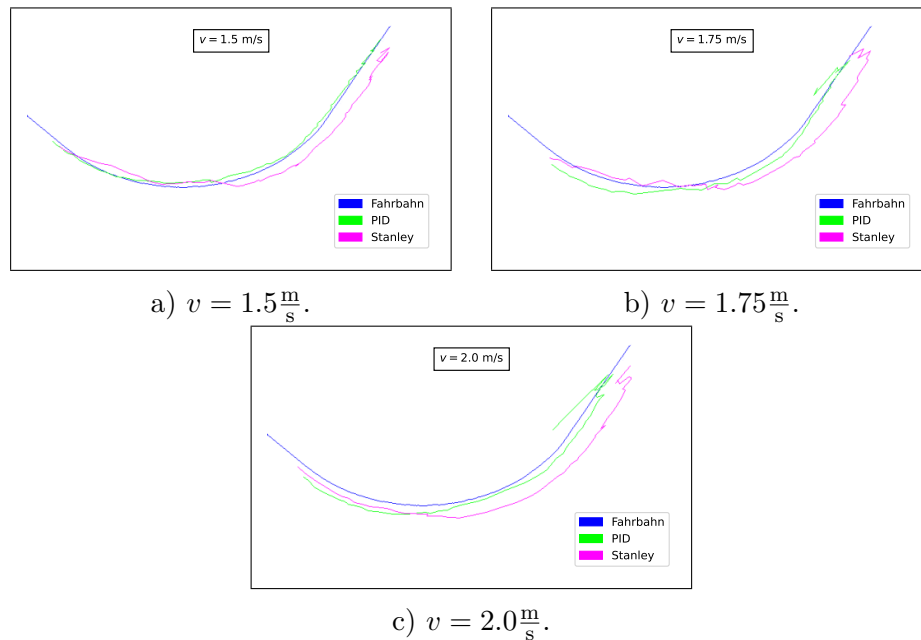 v = 1.5 m/s
Fahrbahn
PID
Stanley
a) v = 1.5 m/s.
v = 1.75 m/s
Fahrbahn
PID
Stanley
b) v = 1.75 m/s.
v = 2.0 m/s
Fahrbahn
PID
Stanley
c) v = 2.0 m/s.